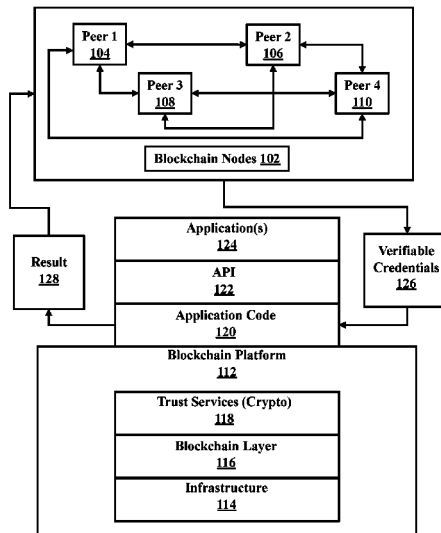 Peer 1
104
Peer 2
106
Peer 3
108
Peer 4
110
Blockchain Nodes 102
Application(s)
124
API
122
Application Code
120
Result
128
Verifiable
Credentials
126
Blockchain Platform
112
Trust Services (Crypto)
118
Blockchain Layer
116
Infrastructure
114